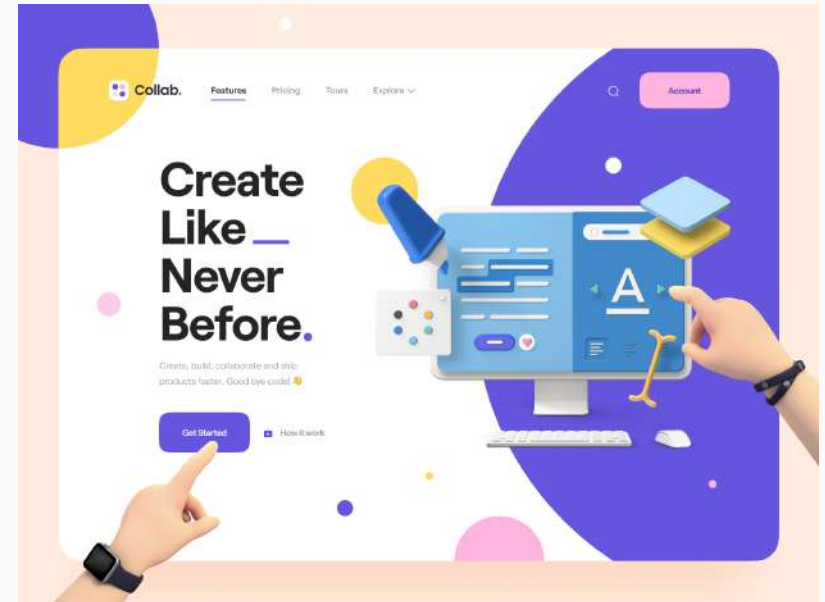 Collab.
Features
Pricing
Tours
Explore
Account
Create
Like
Never
Before.
Create, build, collaborate and ship
products faster. Good bye code! 👋
Get Started
How it work
A